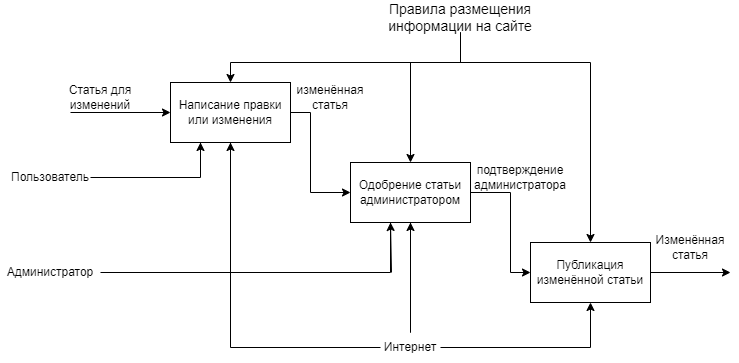 Правила размещения
информации на сайте
Статья для
изменений
Написание правки
или изменения
изменённая
статья
Пользователь
Одобрение статьи
администратором
подтверждение
администратора
Администратор
Публикация
изменённой статьи
Изменённая
статья
Интернет